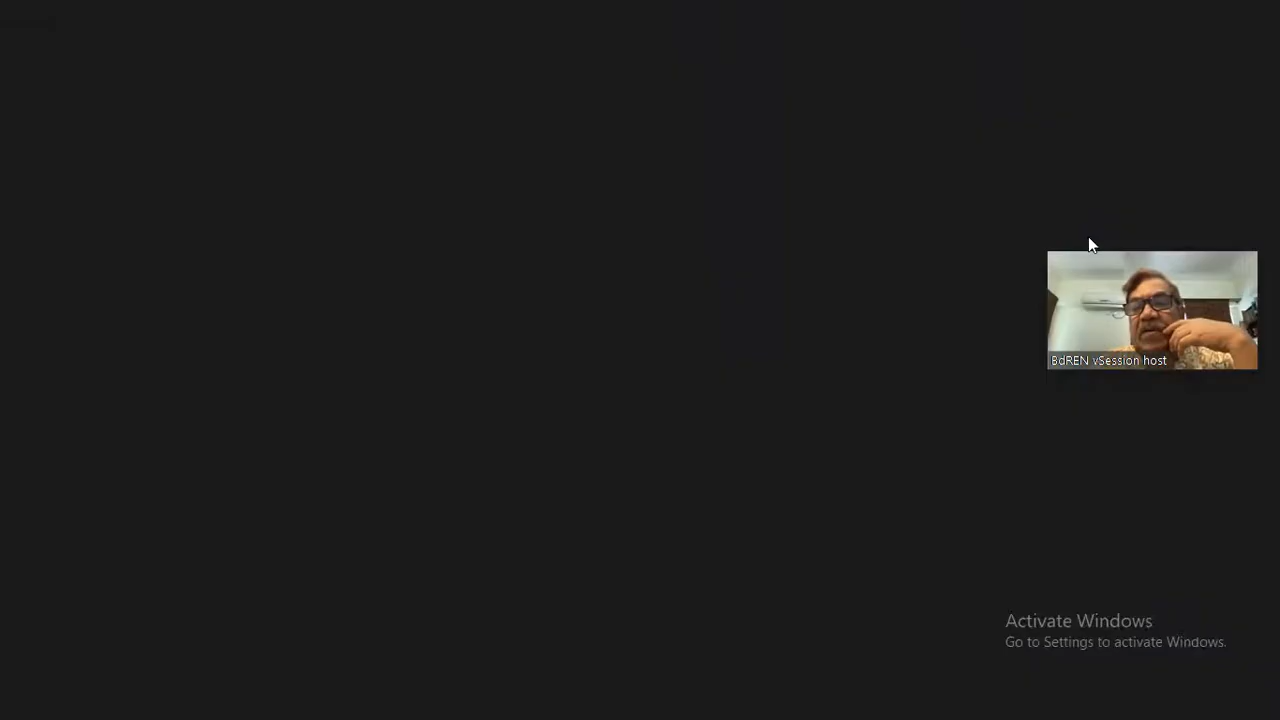 BdREN vSession host
Activate Windows
Go to Settings to activate Windows.